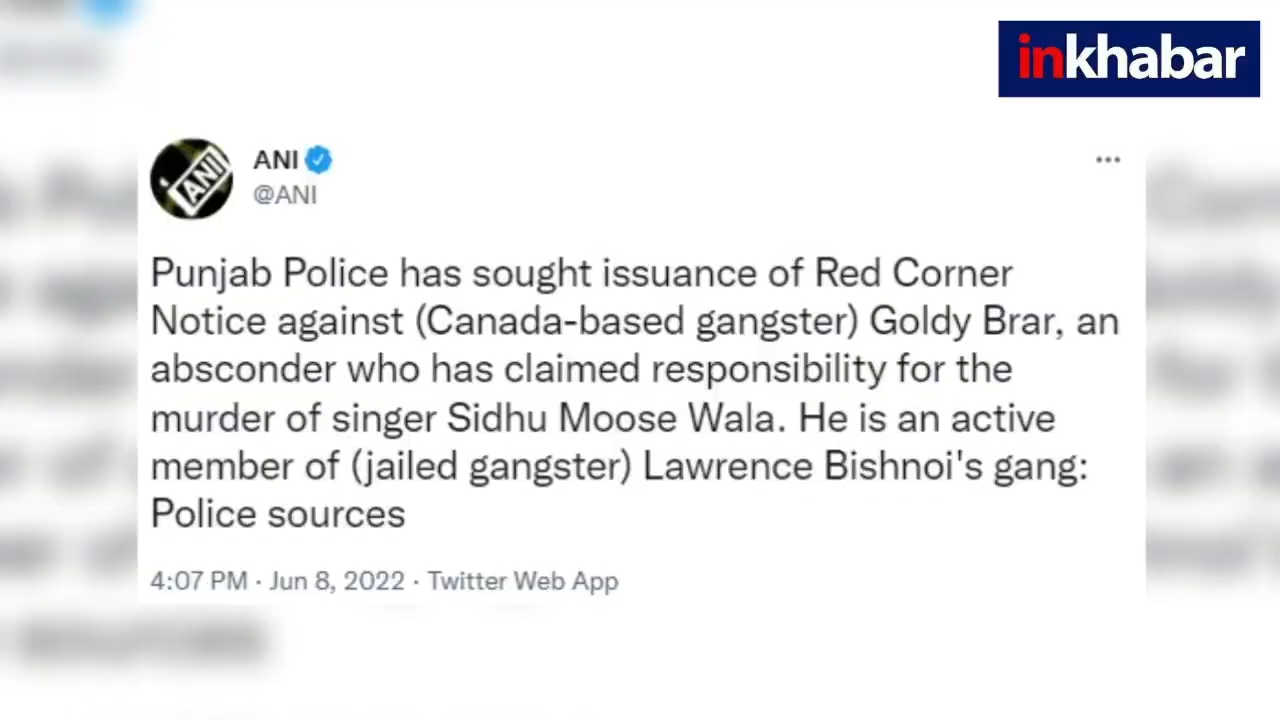 inkhabar
ANI
ANI
@ANI
Punjab Police has sought issuance of Red Corner
Notice against (Canada-based gangster) Goldy Brar, an
absconder who has claimed responsibility for the
murder of singer Sidhu Moose Wala. He is an active
member of (jailed gangster) Lawrence Bishnoi's gang:
Police sources
4:07 PM · Jun 8, 2022 · Twitter Web App